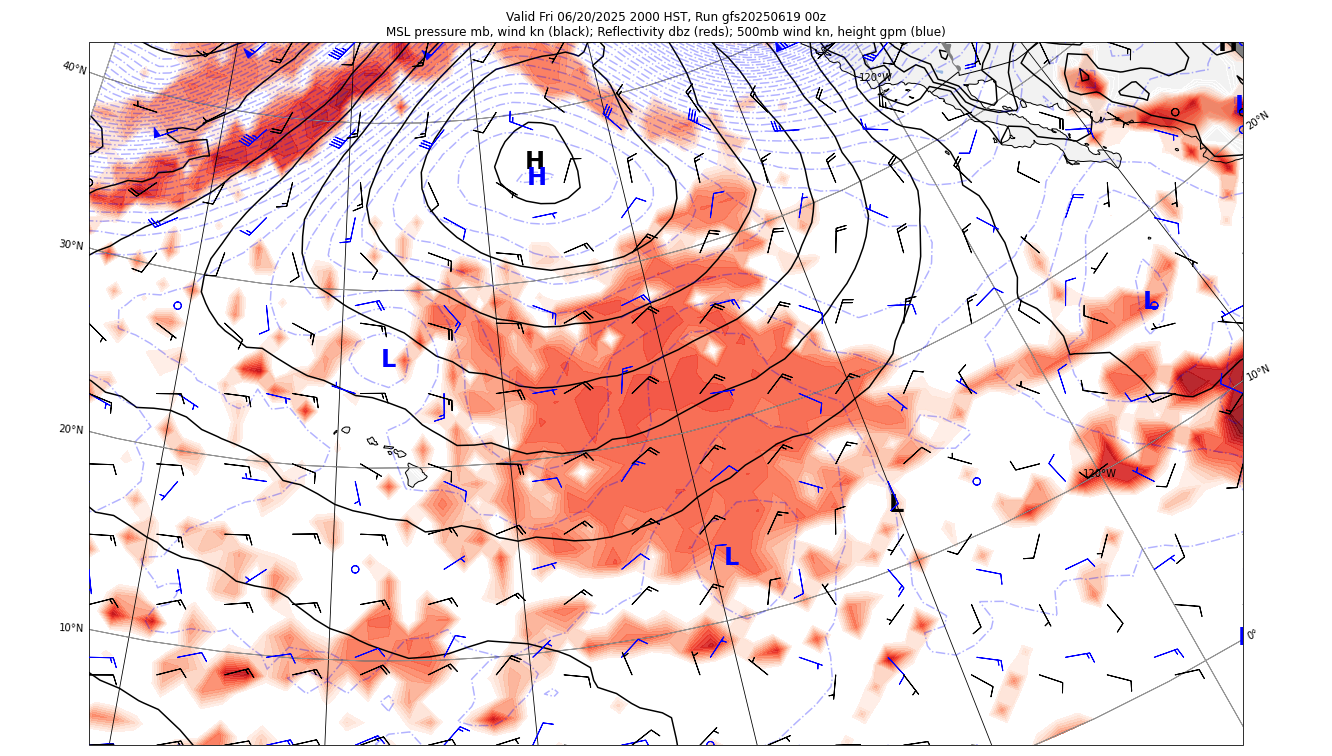 Valid Fri 06/20/2025 2000 HST, Run gfs20250619 00z
MSL pressure mb, wind kn (black); Reflectivity dbz (reds); 500mb wind kn, height gpm (blue)
H
40°N
120°W
L
20°N
H
H
30°N
L
L
10°N
20°N
120°W
L
L
10°N
0°